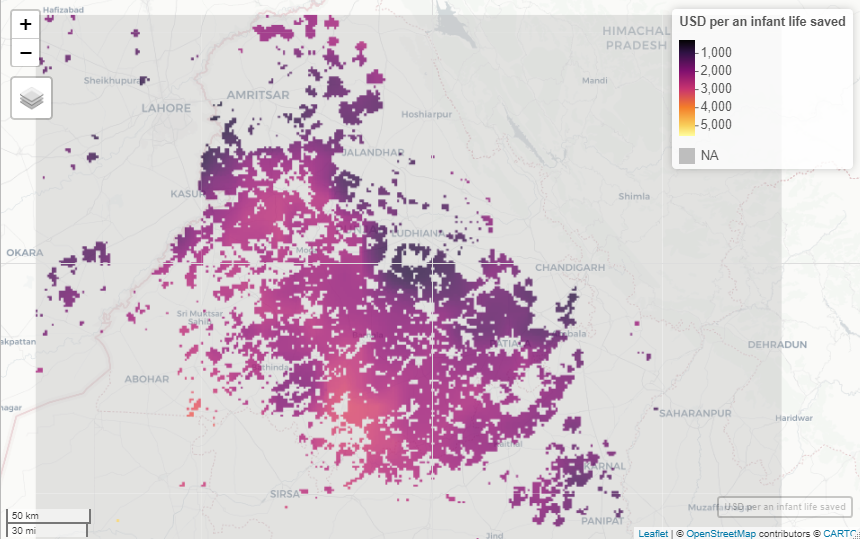 Hafizabad
+
−
Sheikhupura
LAHORE
AMRITSAR
HIMACHAL
PRADESH
Mandi
Hoshiarpur
JALANDHAR
KASUR
Shimla
LUDHIANA
OKARA
CHANDIGARH
Sri Muktsar
Sahib
akpattan
DEHRADUN
ABOHAR
nagar
SAHARANPUR
Haridwar
KARNAL
SIRSA
PANIPAT
Jind
USD per an infant life saved
1,000
2,000
3,000
4,000
5,000
NA
USD per an infant life saved
50 km
30 mi
Leaflet | © OpenStreetMap contributors © CARTO